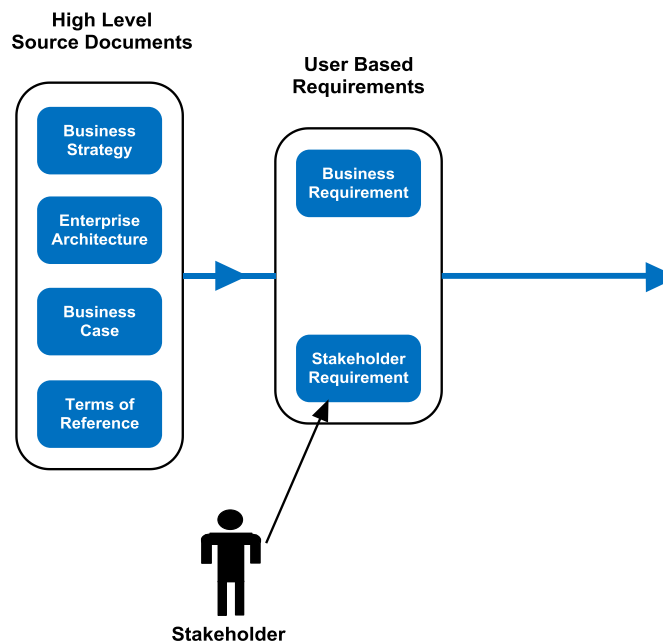 High Level
Source Documents
Business
Strategy
Enterprise
Architecture
Business
Case
Terms of
Reference
User Based
Requirements
Business
Requirement
Stakeholder
Requirement
Stakeholder